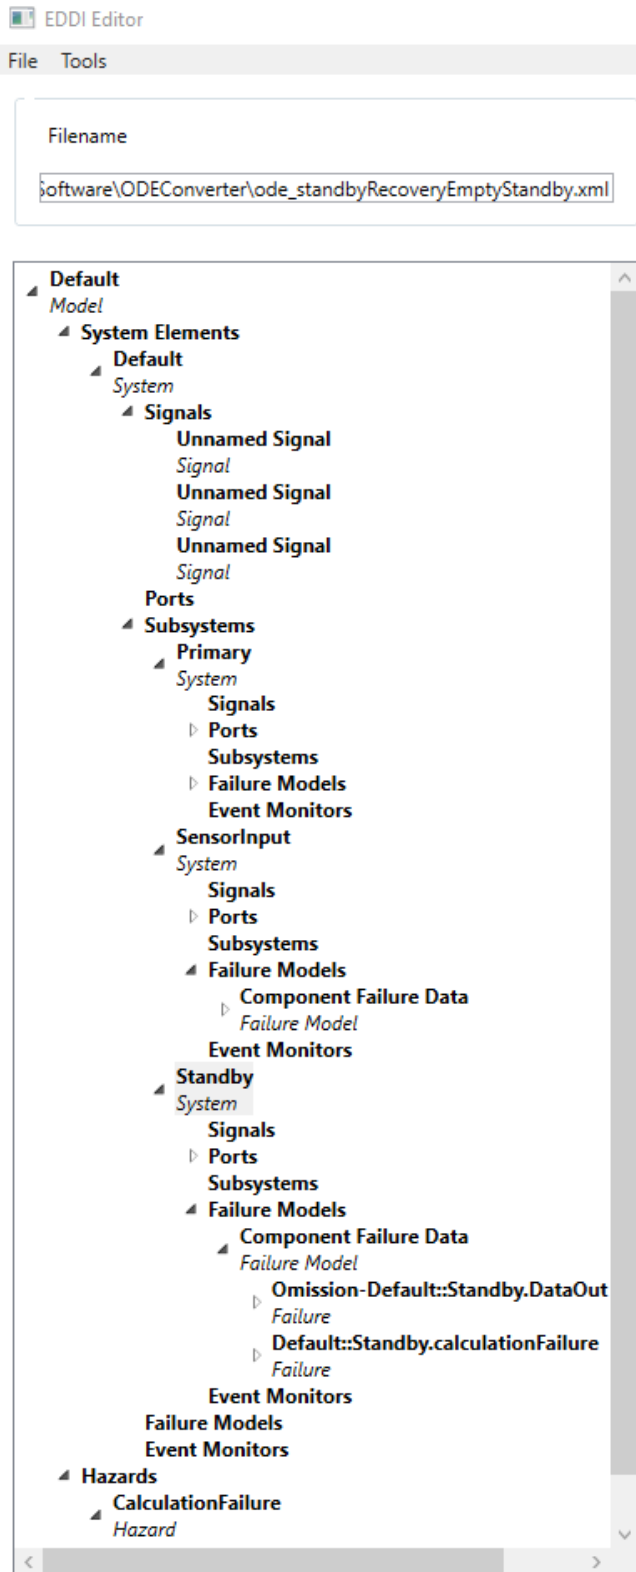 EDDI Editor
File Tools
Filename
Software\ODEConverter\ode_standbyRecoveryEmptyStandby.xml
Default
Model
System Elements
Default
System
Signals
Unnamed Signal
Signal
Unnamed Signal
Signal
Unnamed Signal
Signal
Ports
Subsystems
Primary
System
Signals
Ports
Subsystems
Failure Models
Event Monitors
SensorInput
System
Signals
Ports
Subsystems
Failure Models
Component Failure Data
Failure Model
Event Monitors
Standby
System
Signals
Ports
Subsystems
Failure Models
Component Failure Data
Failure Model
Omission-Default::Standby.DataOut
Failure
Default::Standby.calculationFailure
Failure
Event Monitors
Failure Models
Event Monitors
Hazards
CalculationFailure
Hazard